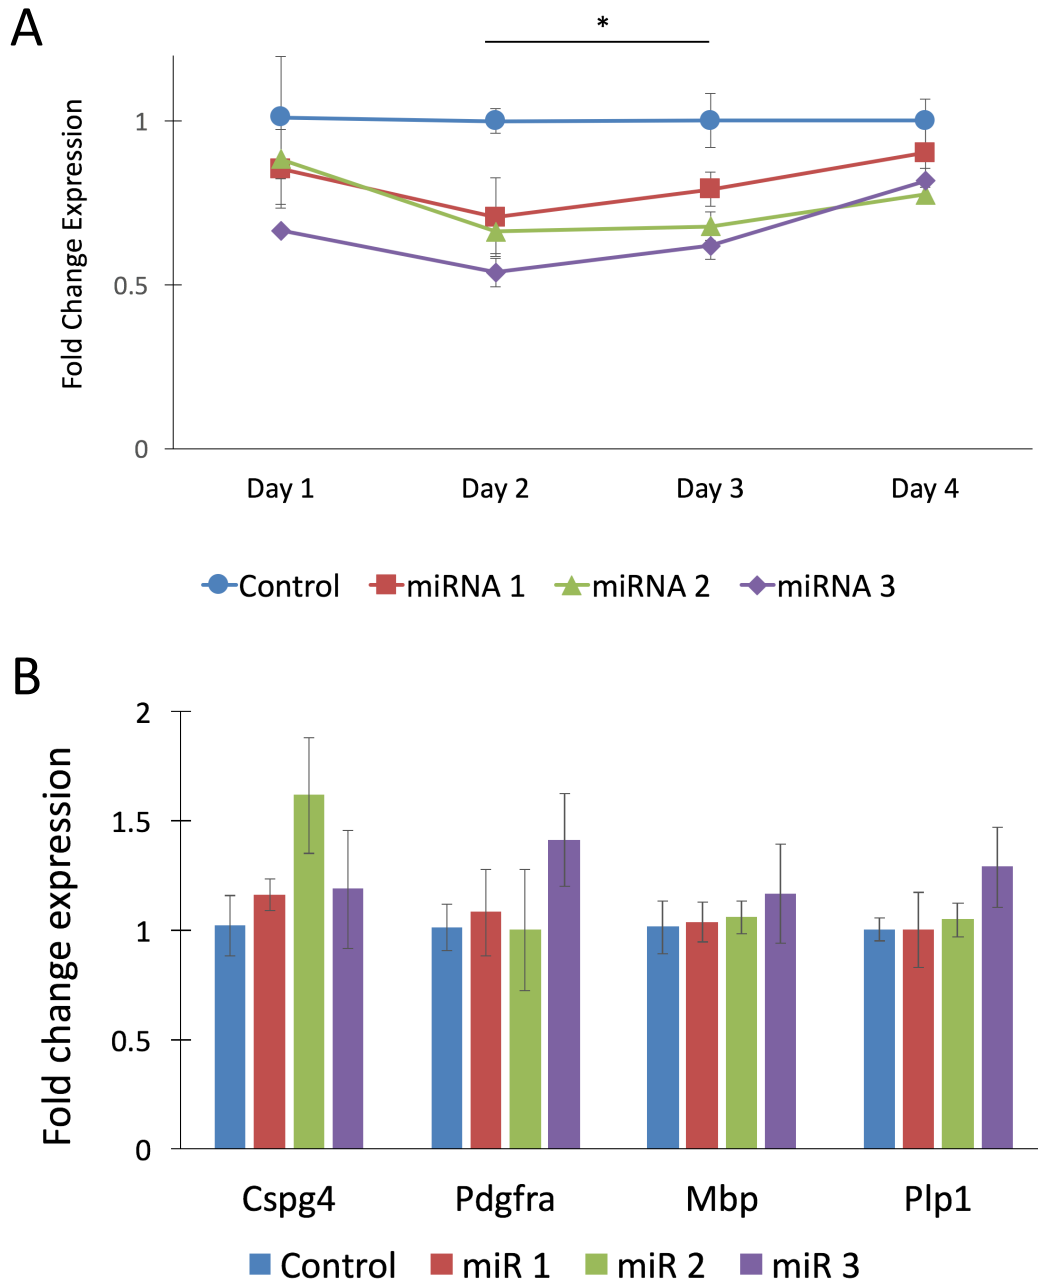 A
*
Fold Change Expression
1
0.5
0
Day 1 Day 2 Day 3 Day 4
Control miRNA 1 miRNA 2 miRNA 3
B
Fold change expression
2
1.5
1
0.5
0
Cspg4 Pdgfra Mbp Plp1
Control miR 1 miR 2 miR 3